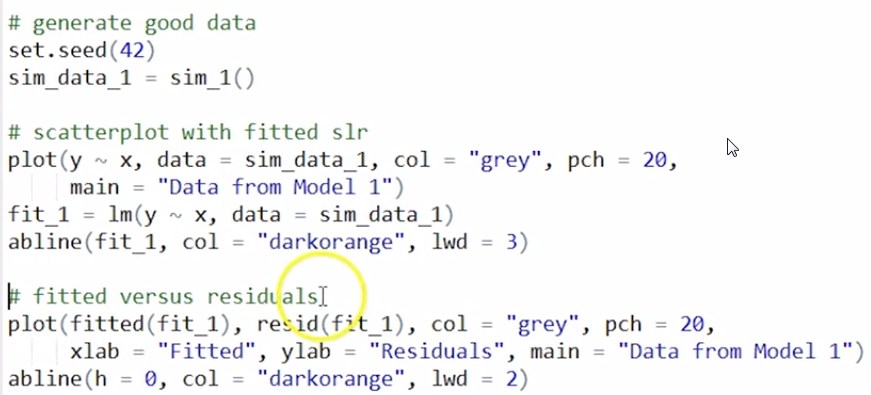 # generate good data
set.seed(42)
sim_data_1 = sim_1()
# scatterplot with fitted slr
plot(y ~ x, data = sim_data_1, col = "grey", pch = 20,
main = "Data from Model 1")
fit_1 = lm(y ~ x, data = sim_data_1)
abline(fit_1, col = "darkorange", lwd = 3)
# fitted versus residuals
plot(fitted(fit_1), resid(fit_1), col = "grey", pch = 20,
xlab = "Fitted", ylab = "Residuals", main = "Data from Model 1")
abline(h = 0, col = "darkorange", lwd = 2)